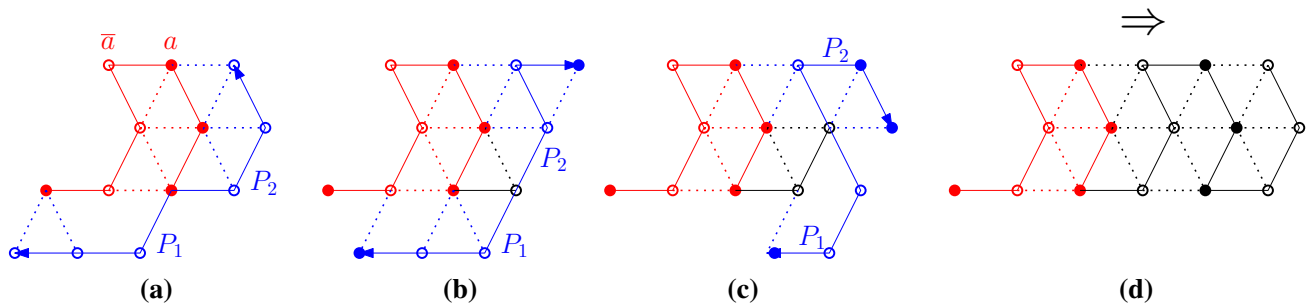 ⇒
a̅ a P₂
P₂ P₂
P₁ P₁ P₁
(a) (b) (c) (d)